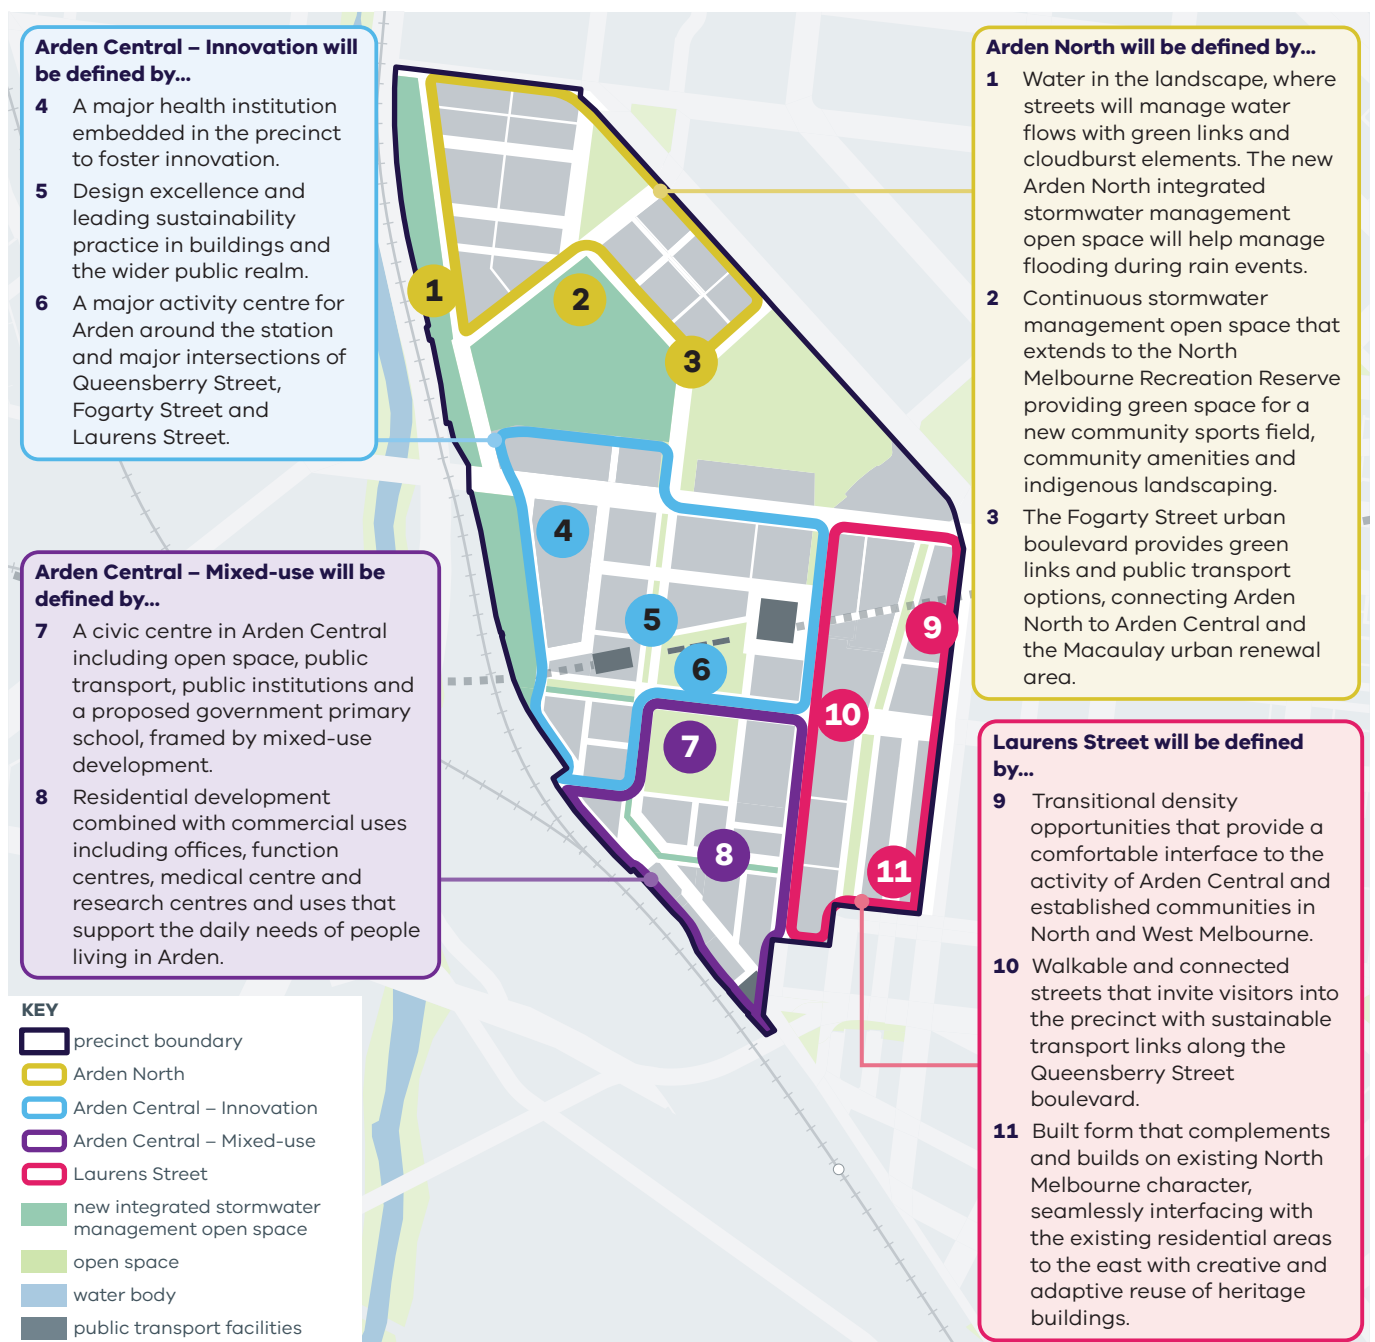 Arden Central – Innovation will
be defined by...
4 A major health institution
embedded in the precinct
to foster innovation.
5 Design excellence and
leading sustainability
practice in buildings and
the wider public realm.
6 A major activity centre for
Arden around the station
and major intersections of
Queensberry Street,
Fogarty Street and
Laurens Street.
Arden Central – Mixed-use will be
defined by...
7 A civic centre in Arden Central
including open space, public
transport, public institutions and
a proposed government primary
school, framed by mixed-use
development.
8 Residential development
combined with commercial uses
including offices, function
centres, medical centre and
research centres and uses that
support the daily needs of people
living in Arden.
KEY
precinct boundary
Arden North
Arden Central – Innovation
Arden Central – Mixed-use
Laurens Street
new integrated stormwater
management open space
open space
water body
public transport facilities
1
2
3
4
5
6
7
8
9
10
11
Arden North will be defined by...
1 Water in the landscape, where
streets will manage water
flows with green links and
cloudburst elements. The new
Arden North integrated
stormwater management
open space will help manage
flooding during rain events.
2 Continuous stormwater
management open space that
extends to the North
Melbourne Recreation Reserve
providing green space for a
new community sports field,
community amenities and
indigenous landscaping.
3 The Fogarty Street urban
boulevard provides green
links and public transport
options, connecting Arden
North to Arden Central and
the Macaulay urban renewal
area.
Laurens Street will be defined
by...
9 Transitional density
opportunities that provide a
comfortable interface to the
activity of Arden Central and
established communities in
North and West Melbourne.
10 Walkable and connected
streets that invite visitors into
the precinct with sustainable
transport links along the
Queensberry Street
boulevard.
11 Built form that complements
and builds on existing North
Melbourne character,
seamlessly interfacing with
the existing residential areas
to the east with creative and
adaptive reuse of heritage
buildings.